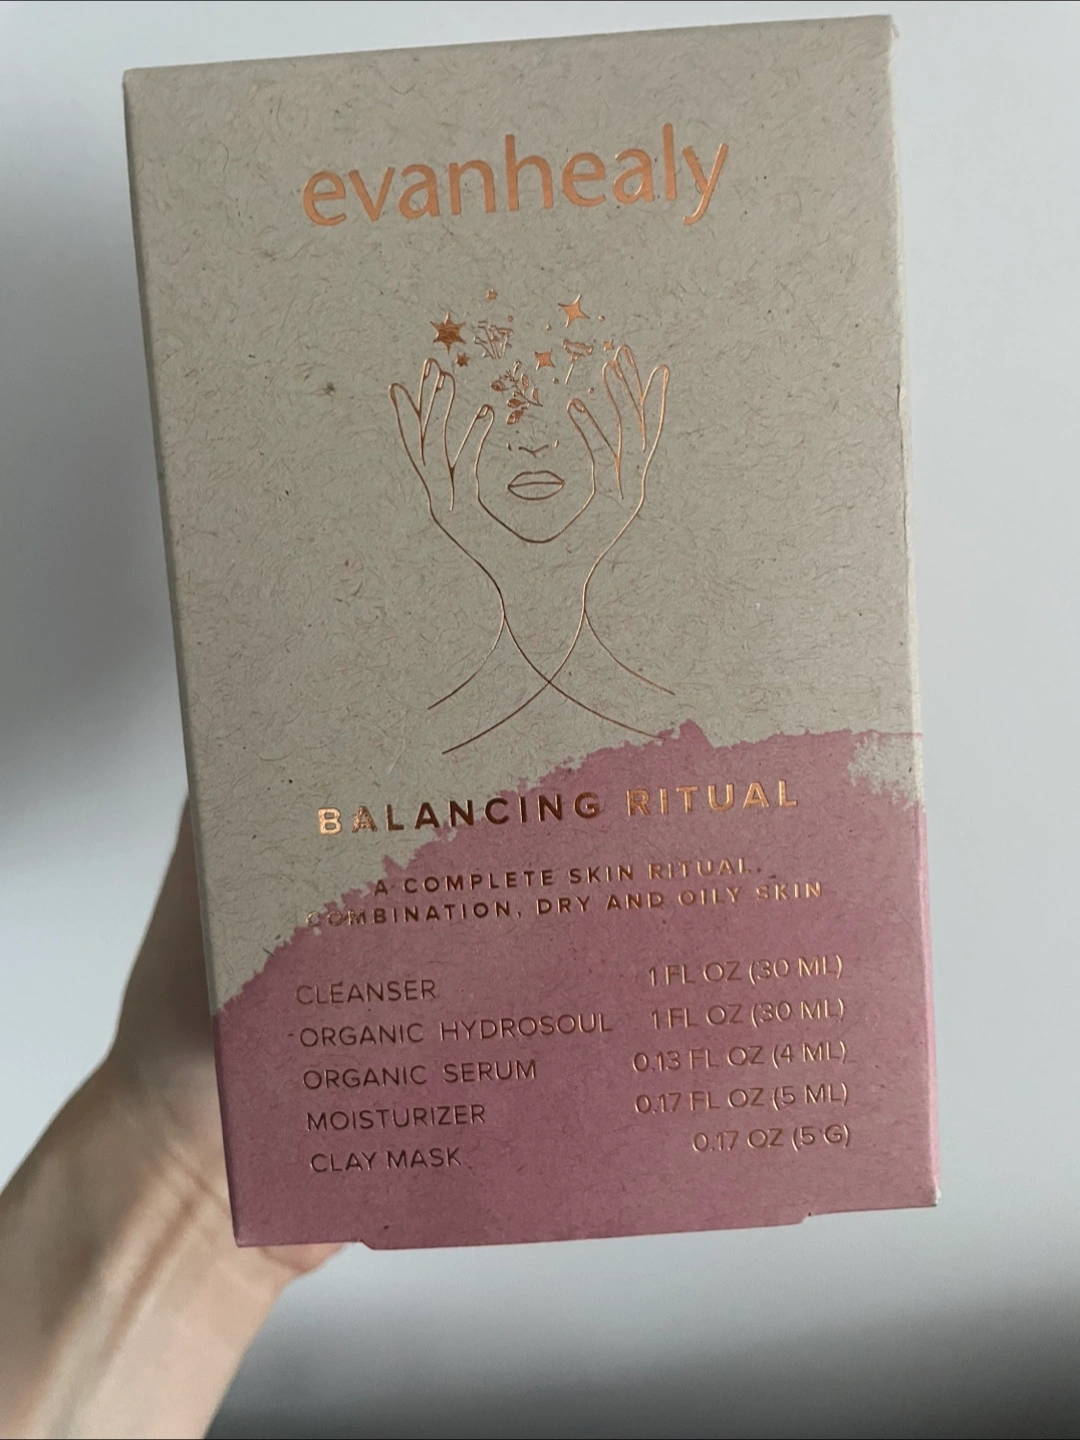 evanhealy
BALANCING RITUAL
A COMPLETE SKIN RITUAL.
COMBINATION, DRY AND OILY SKIN
CLEANSER 1 FL OZ (30 ML)
ORGANIC HYDROSOUL 1 FL OZ (30 ML)
ORGANIC SERUM 0.13 FL OZ (4 ML)
MOISTURIZER 0.17 FL OZ (5 ML)
CLAY MASK 0.17 OZ (5 G)